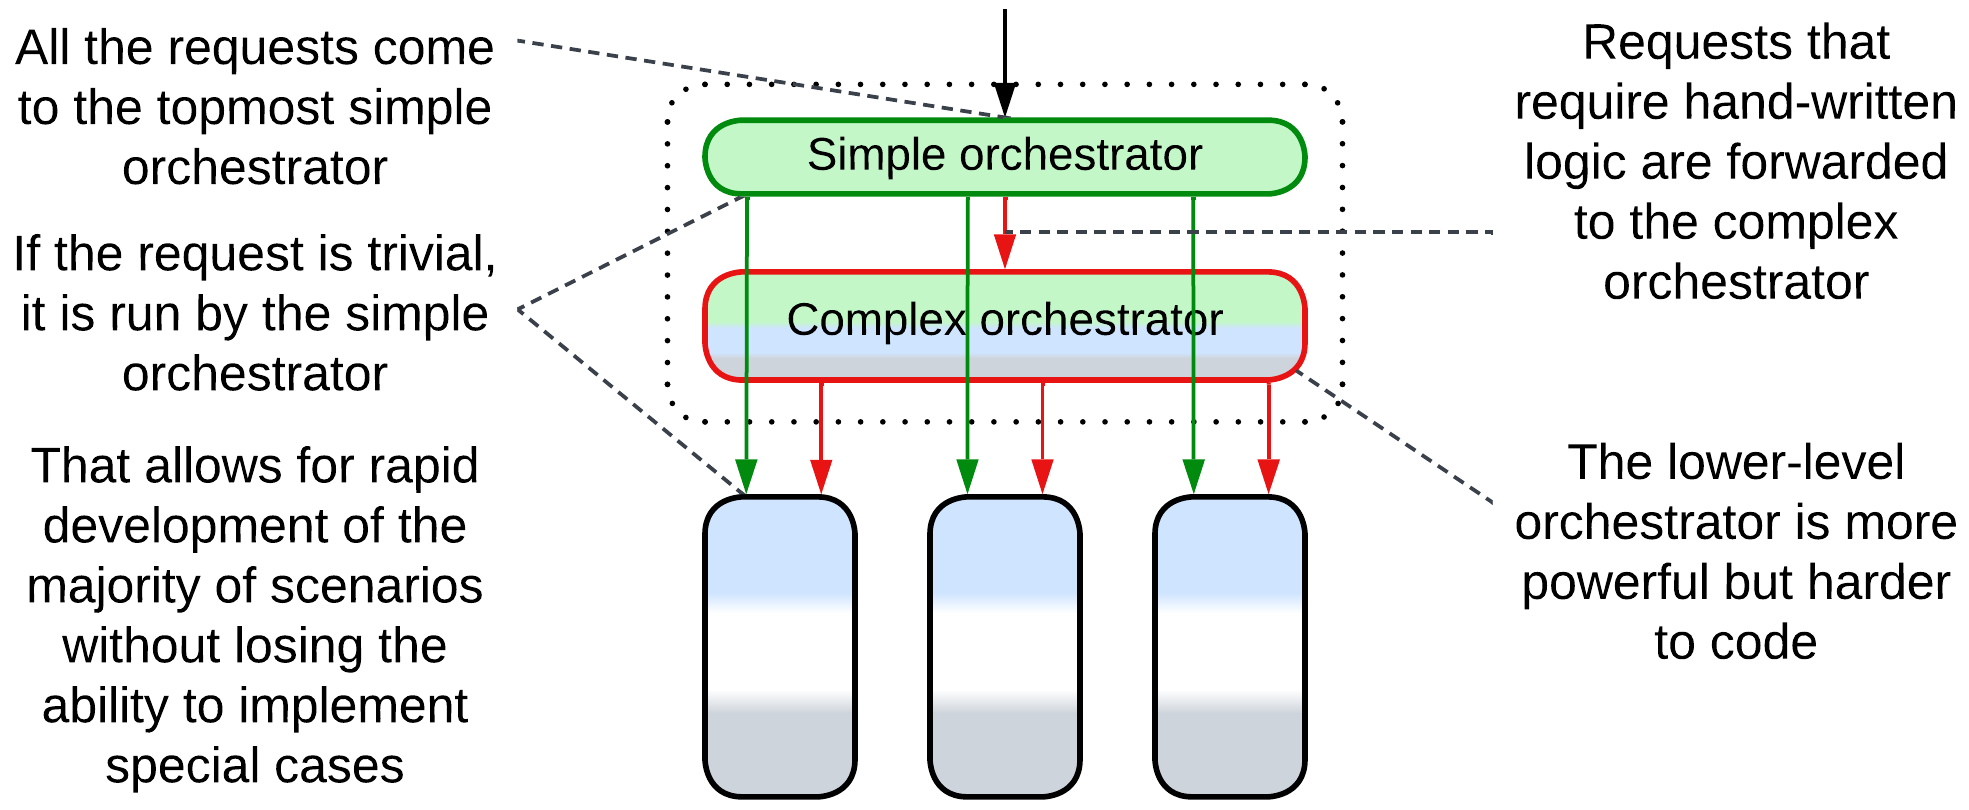 All the requests come
to the topmost simple
orchestrator
If the request is trivial,
it is run by the simple
orchestrator
That allows for rapid
development of the
majority of scenarios
without losing the
ability to implement
special cases
Simple orchestrator
Complex orchestrator
Requests that
require hand-written
logic are forwarded
to the complex
orchestrator
The lower-level
orchestrator is more
powerful but harder
to code